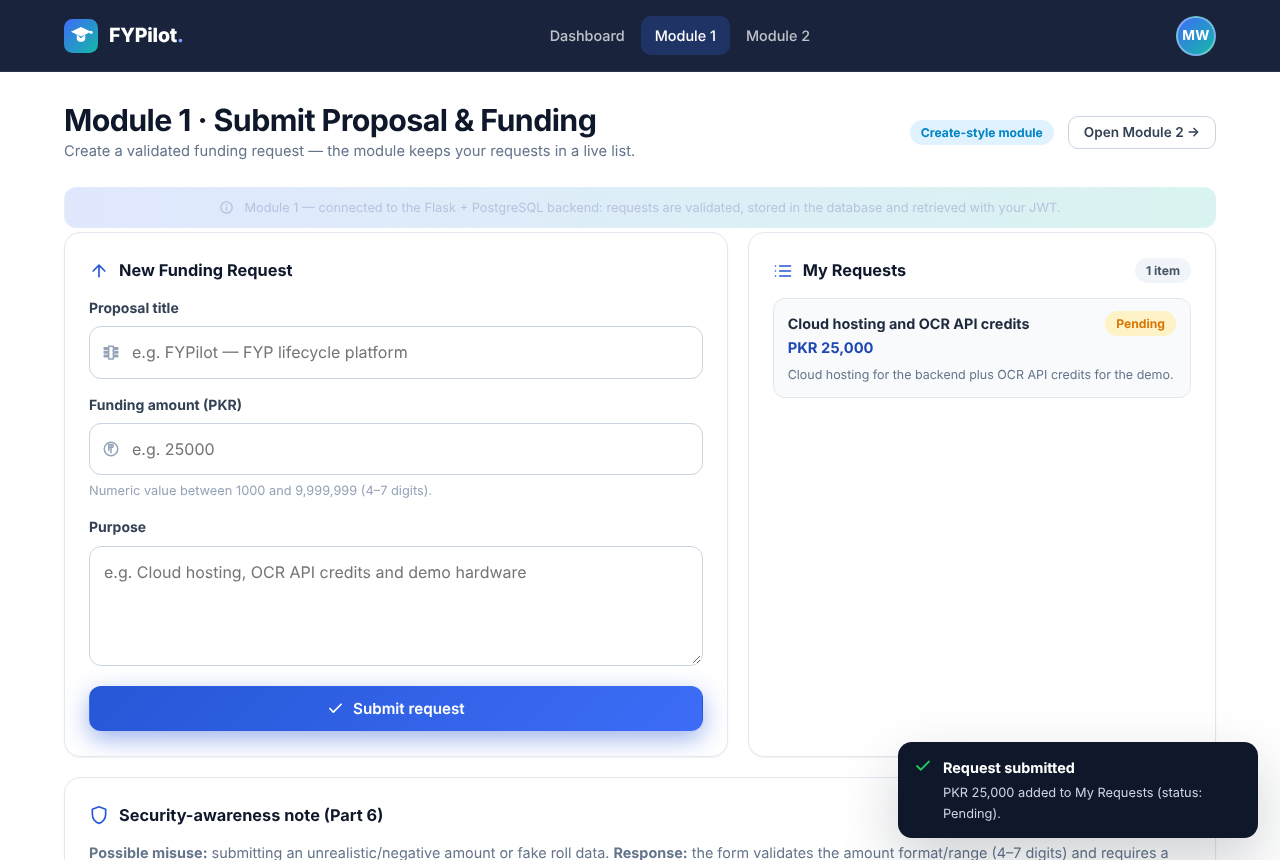 FYPilot.
Dashboard
Module 1
Module 2
MW
Module 1 · Submit Proposal & Funding
Create a validated funding request — the module keeps your requests in a live list.
Create-style module
Open Module 2 →
Module 1 — connected to the Flask + PostgreSQL backend: requests are validated, stored in the database and retrieved with your JWT.
New Funding Request
Proposal title
e.g. FYPilot — FYP lifecycle platform
Funding amount (PKR)
e.g. 25000
Numeric value between 1000 and 9,999,999 (4–7 digits).
Purpose
e.g. Cloud hosting, OCR API credits and demo hardware
Submit request
My Requests
1 item
Cloud hosting and OCR API credits
Pending
PKR 25,000
Cloud hosting for the backend plus OCR API credits for the demo.
Security-awareness note (Part 6)
Possible misuse: submitting an unrealistic/negative amount or fake roll data. Response: the form validates the amount format/range (4–7 digits) and requires a
Request submitted
PKR 25,000 added to My Requests (status:
Pending).